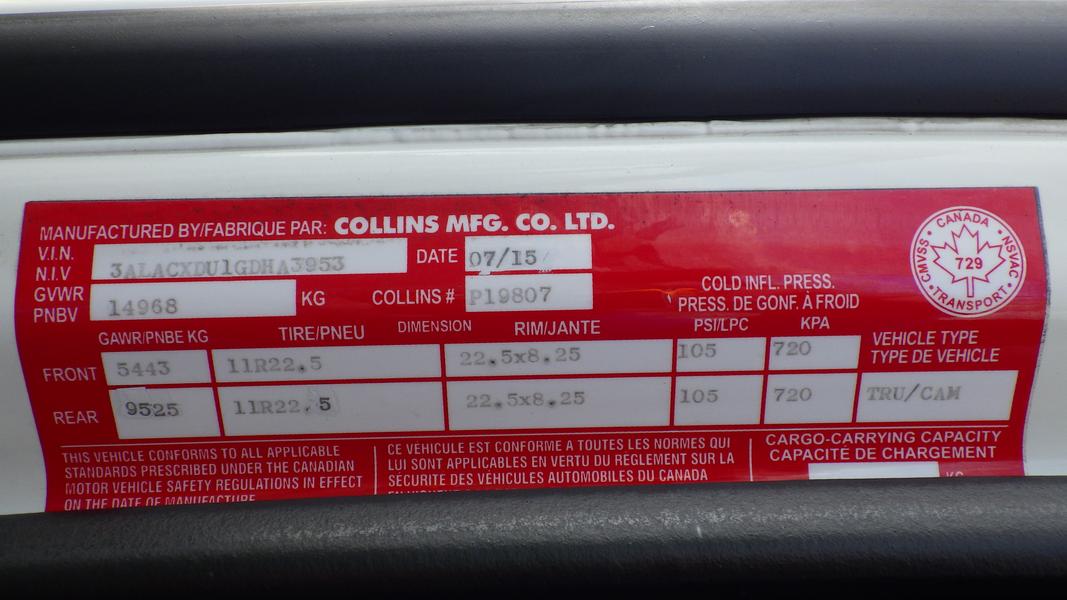 MANUFACTURED BY/FABRIQUE PAR: COLLINS MFG. CO. LTD.
V.I.N.
N.I.V
3ALACXDU1GDHA3953
DATE 07/15
GVWR
PNBV
14968 KG
COLLINS # P19807
COLD INFL. PRESS.
PRESS. DE GONF. À FROID
CANADA
CMVSS 729 NSVAC
TRANSPORT
GAWR/PNBE KG TIRE/PNEU DIMENSION RIM/JANTE PSI/LPC KPA
VEHICLE TYPE
TYPE DE VÉHICULE
FRONT 5443 11R22.5 22.5x8.25 105 720
REAR 9525 11R22.5 22.5x8.25 105 720 TRU/CAM
THIS VEHICLE CONFORMS TO ALL APPLICABLE
STANDARDS PRESCRIBED UNDER THE CANADIAN
MOTOR VEHICLE SAFETY REGULATIONS IN EFFECT
ON THE DATE OF MANUFACTURE
CE VÉHICULE EST CONFORME A TOUTES LES NORMES QUI
LUI SONT APPLICABLES EN VERTU DU REGLEMENT SUR LA
SÉCURITE DES VÉHICULES AUTOMOBILES DU CANADA
CARGO-CARRYING CAPACITY
CAPACITÉ DE CHARGEMENT